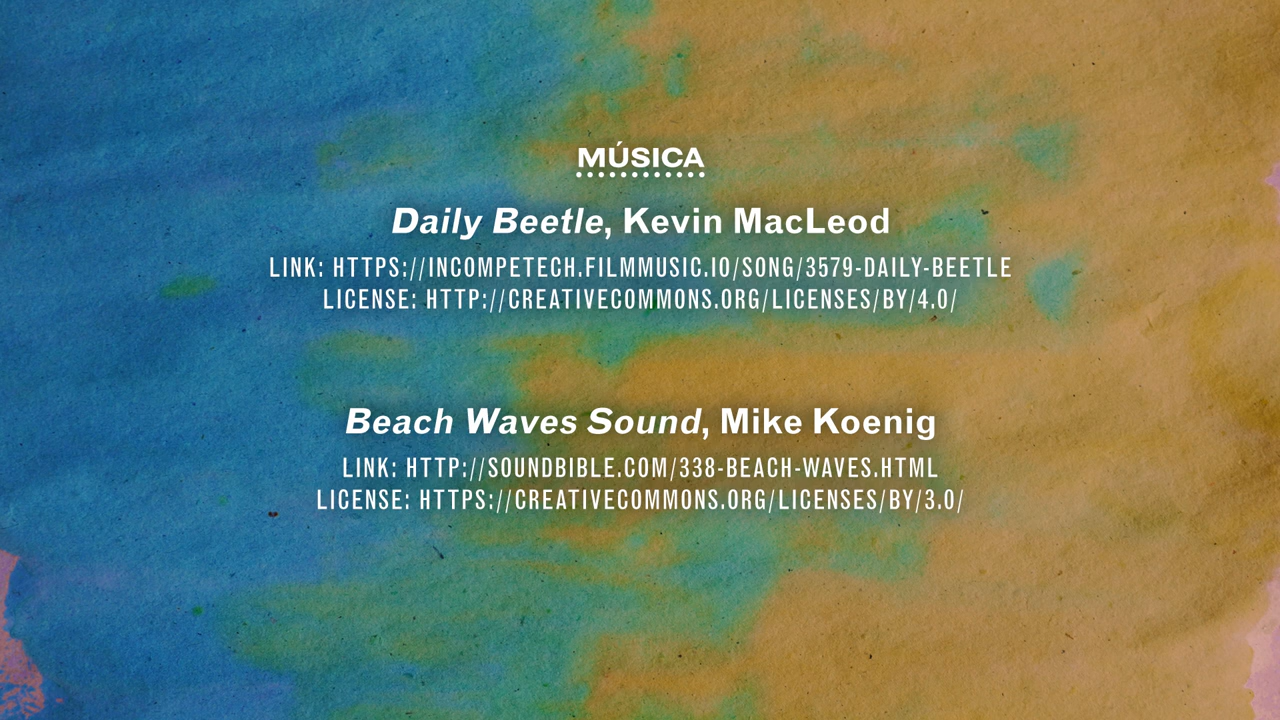 MÚSICA
Daily Beetle, Kevin MacLeod
LINK: HTTPS://INCOMPETECH.FILMMUSIC.IO/SONG/3579-DAILY-BEETLE
LICENSE: HTTP://CREATIVECOMMONS.ORG/LICENSES/BY/4.0/
Beach Waves Sound, Mike Koenig
LINK: HTTP://SOUNDBIBLE.COM/338-BEACH-WAVES.HTML
LICENSE: HTTPS://CREATIVECOMMONS.ORG/LICENSES/BY/3.0/